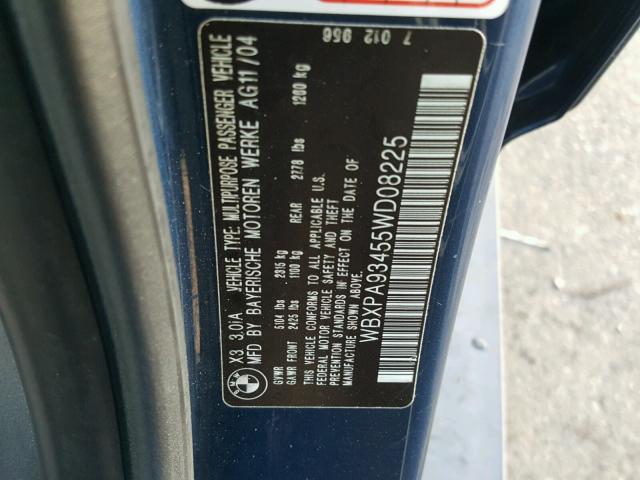 X3 3.0iA VEHICLE TYPE: MULTIPURPOSE PASSENGER VEHICLE
MFD BY BAYERISCHE MOTOREN WERKE AG11/04
GVWR 5104 lbs 2315 kg
GAWR FRONT 2425 lbs 1100 kg REAR 2778 lbs 1260 kg
THIS VEHICLE CONFORMS TO ALL APPLICABLE U.S.
FEDERAL MOTOR VEHICLE SAFETY AND THEFT
PREVENTION STANDARDS IN EFFECT ON THE DATE OF
MANUFACTURE SHOWN ABOVE.
WBXPA93455WD08225
7 012 956
BMW